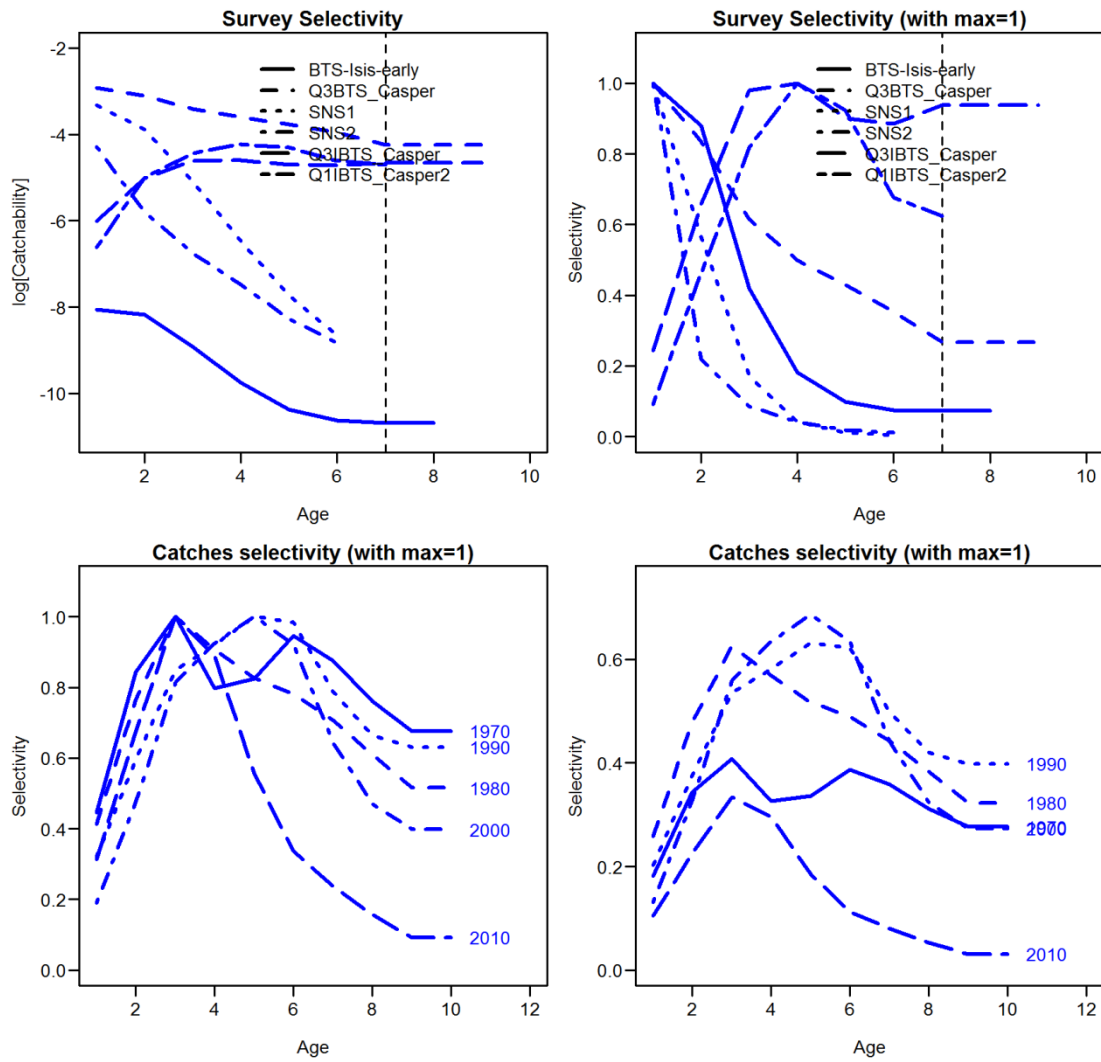 Survey Selectivity
-2
-4
-6
-8
-10
log[Catchability]
BTS-Isis-early
Q3BTS_Casper
SNS1
SNS2
Q3IBTS_Casper
Q1IBTS_Casper2
2 4 6 8 10
Age
Survey Selectivity (with max=1)
1.0
0.8
0.6
0.4
0.2
0.0
Selectivity
BTS-Isis-early
Q3BTS_Casper
SNS1
SNS2
Q3IBTS_Casper
Q1IBTS_Casper2
2 4 6 8 10
Age
Catches selectivity (with max=1)
1.0
0.8
0.6
0.4
0.2
0.0
Selectivity
1970
1990
1980
2000
2010
2 4 6 8 10 12
Age
Catches selectivity (with max=1)
0.6
0.4
0.2
0.0
Selectivity
1990
1980
1970
2000
2010
2 4 6 8 10 12
Age